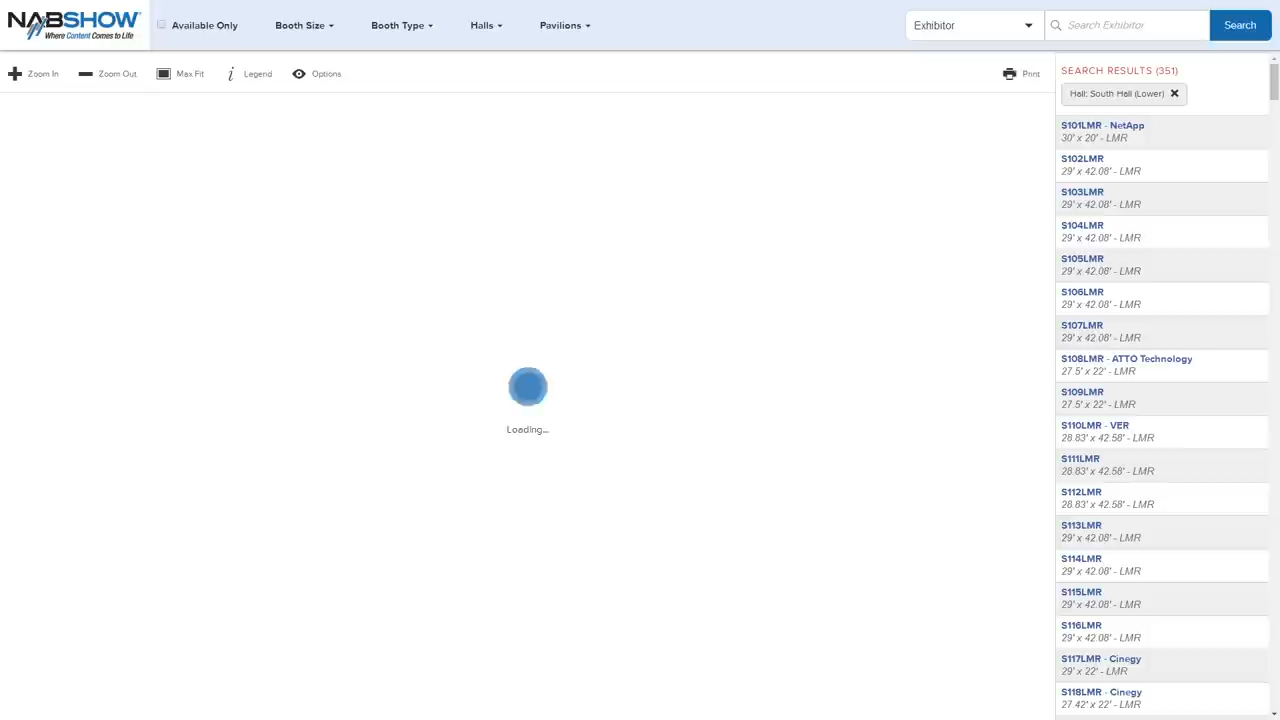 NABSHOW
Where Content Comes to Life
Available Only
Booth Size
Booth Type
Halls
Pavilions
Exhibitor
Search Exhibitor
Search
Zoom In
Zoom Out
Max Fit
Legend
Options
Print
SEARCH RESULTS (351)
Hall: South Hall (Lower)
S101LMR - NetApp
30' x 20' - LMR
S102LMR
29' x 42.08' - LMR
S103LMR
29' x 42.08' - LMR
S104LMR
29' x 42.08' - LMR
S105LMR
29' x 42.08' - LMR
S106LMR
29' x 42.08' - LMR
S107LMR
29' x 42.08' - LMR
S108LMR - ATTO Technology
27.5' x 22' - LMR
S109LMR
27.5' x 22' - LMR
S110LMR - VER
28.83' x 42.58' - LMR
S111LMR
28.83' x 42.58' - LMR
S112LMR
28.83' x 42.58' - LMR
S113LMR
29' x 42.08' - LMR
S114LMR
29' x 42.08' - LMR
S115LMR
29' x 42.08' - LMR
S116LMR
29' x 42.08' - LMR
S117LMR - Cinegy
29' x 22' - LMR
S118LMR - Cinegy
27.42' x 22' - LMR
Loading...